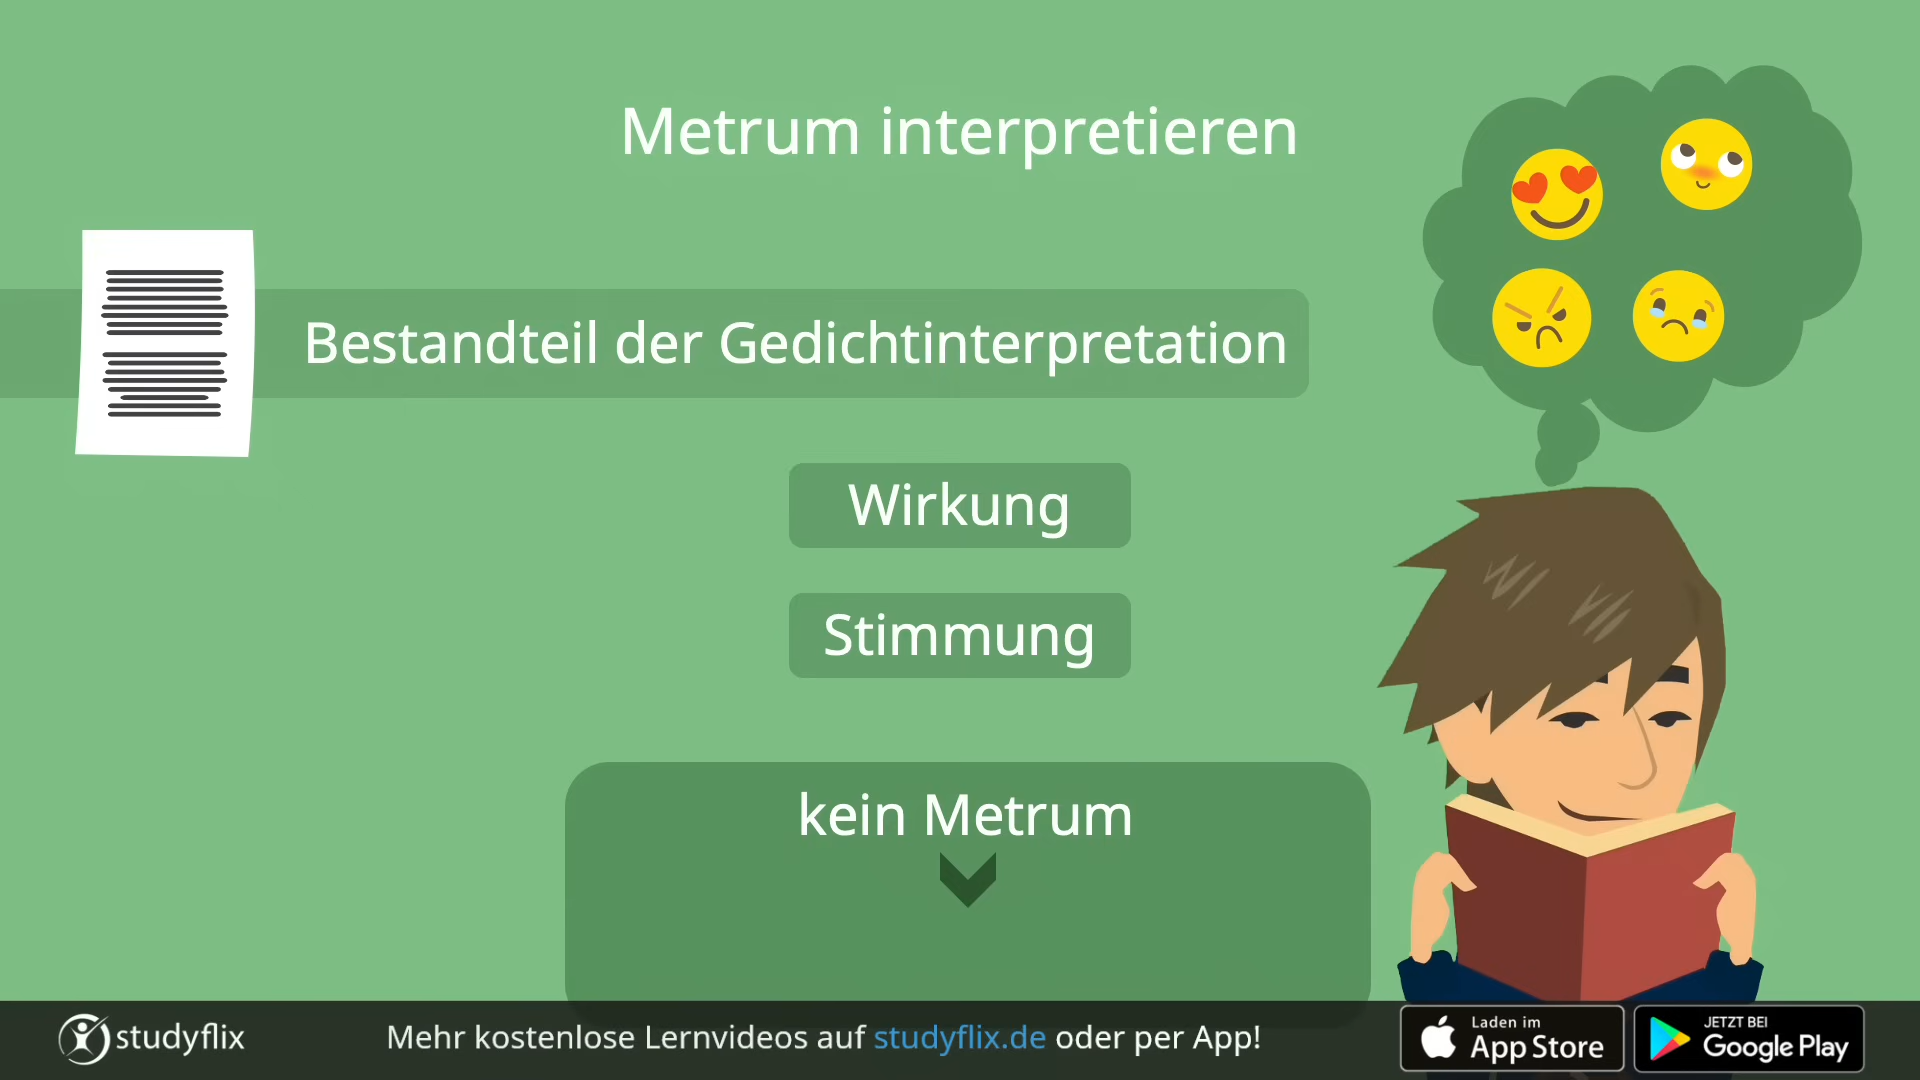 Metrum interpretieren
Bestandteil der Gedichtinterpretation
Wirkung
Stimmung
kein Metrum
studyflix
Mehr kostenlose Lernvideos auf studyflix.de oder per App!
Laden im
App Store
JETZT BEI
Google Play